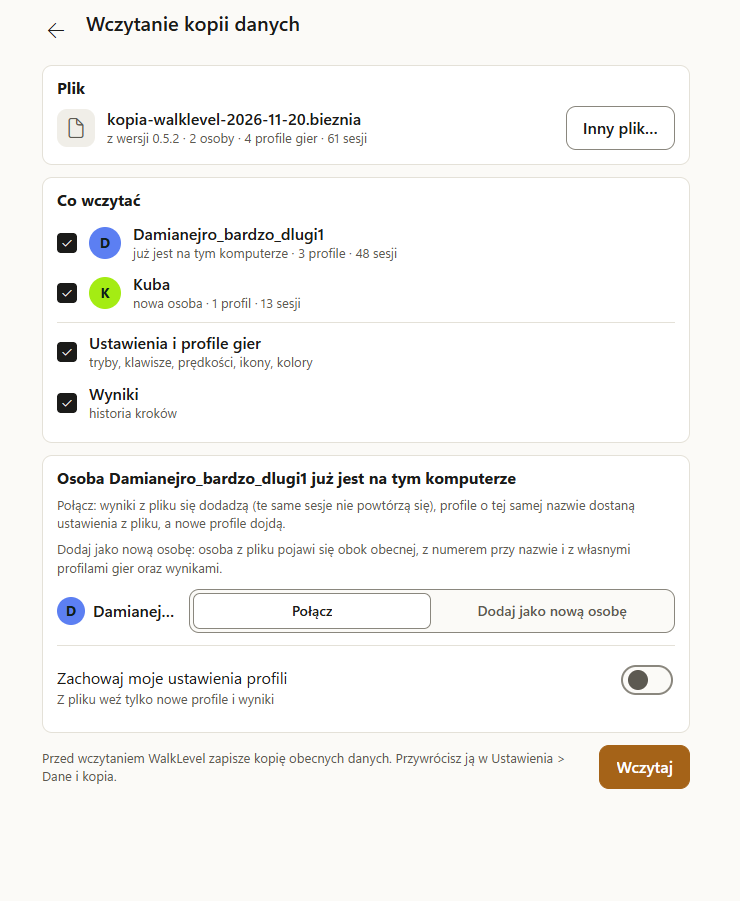 Wczytanie kopii danych
Plik
kopia-walklevel-2026-11-20.bieznia
z wersji 0.5.2 · 2 osoby · 4 profile gier · 61 sesji
Inny plik...
Co wczytać
D
Damianejro_bardzo_dlugi1
już jest na tym komputerze · 3 profile · 48 sesji
K
Kuba
nowa osoba · 1 profil · 13 sesji
Ustawienia i profile gier
tryby, klawisze, prędkości, ikony, kolory
Wyniki
historia kroków
Osoba Damianejro_bardzo_dlugi1 już jest na tym komputerze
Połącz: wyniki z pliku się dodadzą (te same sesje nie powtórzą się), profile o tej samej nazwie dostaną
ustawienia z pliku, a nowe profile dojdą.
Dodaj jako nową osobę: osoba z pliku pojawi się obok obecnej, z numerem przy nazwie i z własnymi
profilami gier oraz wynikami.
D
Damianej...
Połącz
Dodaj jako nową osobę
Zachowaj moje ustawienia profili
Z pliku weź tylko nowe profile i wyniki
Przed wczytaniem WalkLevel zapisze kopię obecnych danych. Przywrócisz ją w Ustawienia >
Dane i kopia.
Wczytaj